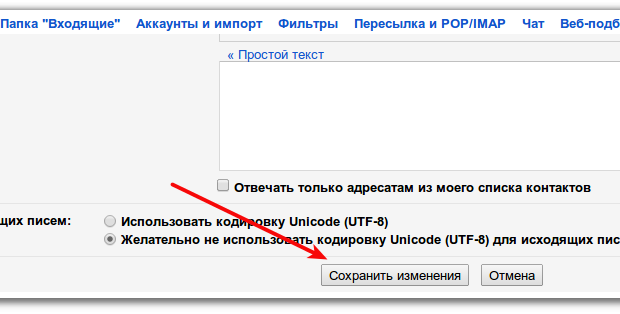 Папка "Входящие" Аккаунты и импорт Фильтры Пересылка и POP/IMAP Чат Веб-подб
« Простой текст
Отвечать только адресатам из моего списка контактов
щих писем: Использовать кодировку Unicode (UTF-8)
Желательно не использовать кодировку Unicode (UTF-8) для исходящих пис
Сохранить изменения Отмена